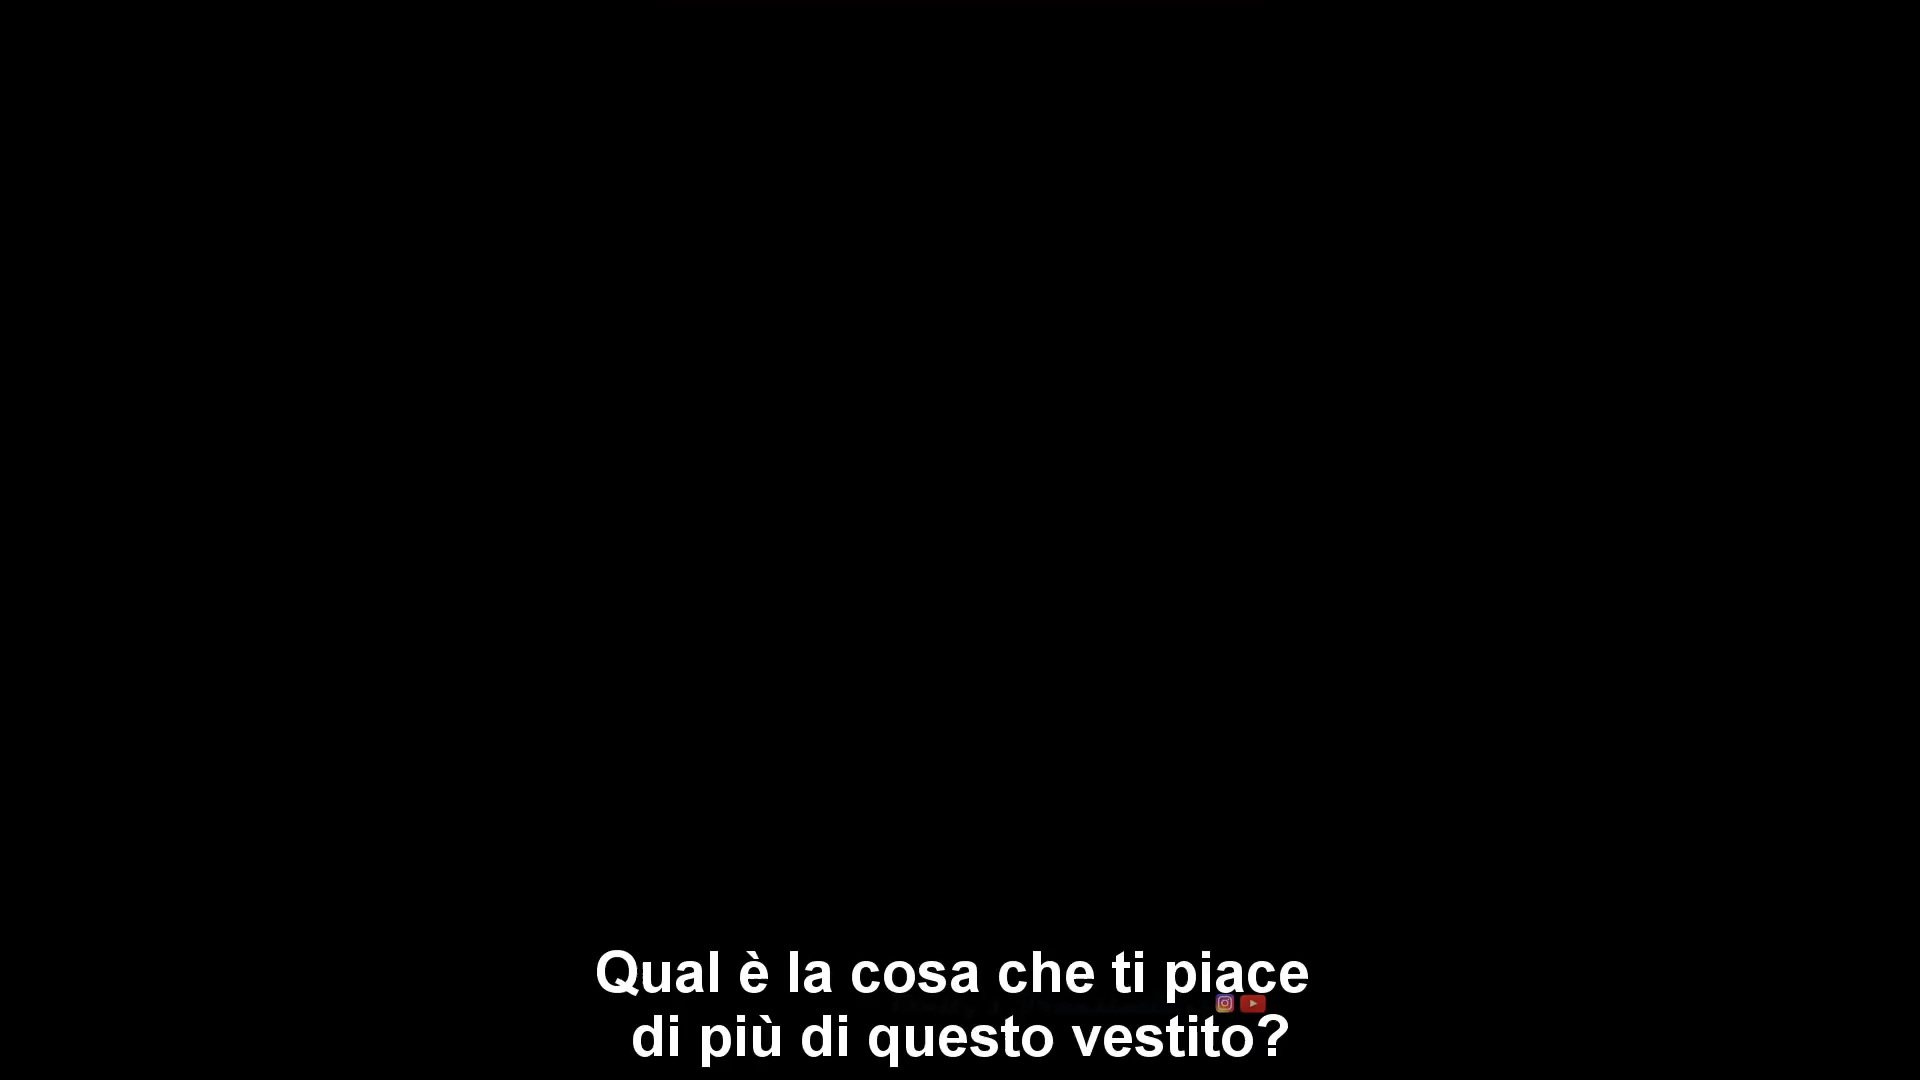 Qual è la cosa che ti piace
di più di questo vestito?